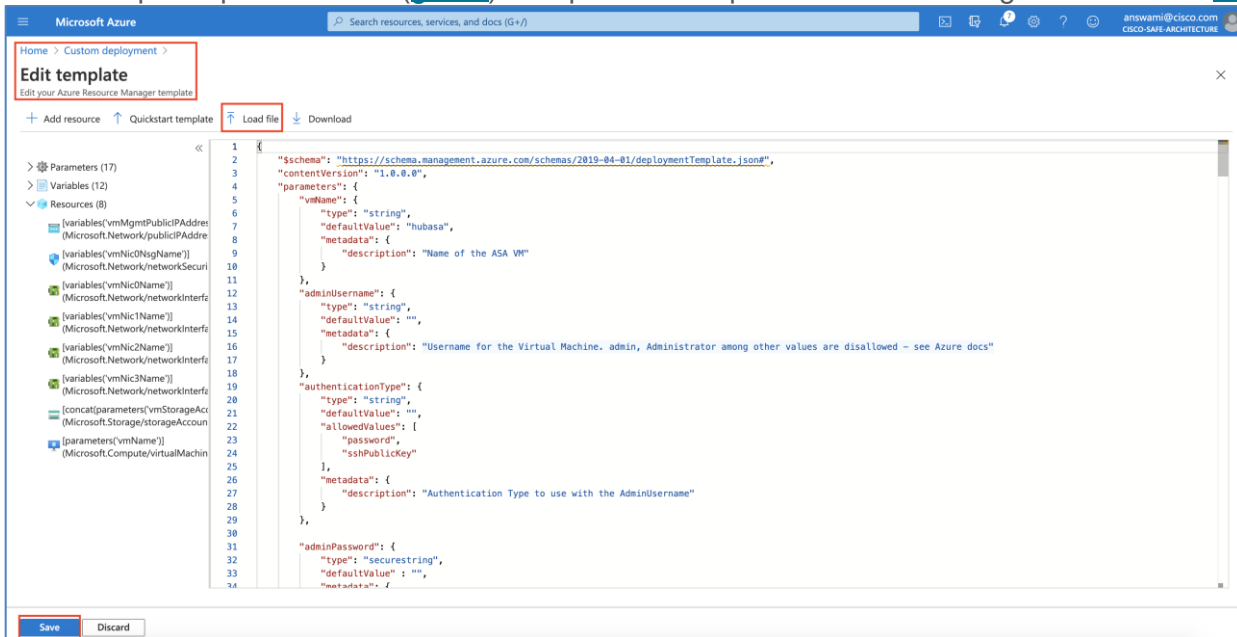 Microsoft Azure
Search resources, services, and docs (G+/)
answami@cisco.com
CISCO-SAFE-ARCHITECTURE
Home > Custom deployment >
Edit template
Edit your Azure Resource Manager template
+ Add resource ↑ Quickstart template Load file Download
«
> Parameters (17)
> Variables (12)
Resources (8)
[variables('vmMgmtPublicIPAddres
(Microsoft.Network/publicIPAddre
[variables('vmNic0NsgName')]
(Microsoft.Network/networkSecuri
[variables('vmNic0Name')]
(Microsoft.Network/networkInterfa
[variables('vmNic1Name')]
(Microsoft.Network/networkInterfa
[variables('vmNic2Name')]
(Microsoft.Network/networkInterfa
[variables('vmNic3Name')]
(Microsoft.Network/networkInterfa
[concat(parameters('vmStorageAcc
(Microsoft.Storage/storageAccoun
[parameters('vmName')]
(Microsoft.Compute/virtualMachin
1 {
2 "$schema": "https://schema.management.azure.com/schemas/2019-04-01/deploymentTemplate.json#",
3 "contentVersion": "1.0.0.0",
4 "parameters": {
5 "vmName": {
6 "type": "string",
7 "defaultValue": "hubasa",
8 "metadata": {
9 "description": "Name of the ASA VM"
10 }
11 },
12 "adminUsername": {
13 "type": "string",
14 "defaultValue": "",
15 "metadata": {
16 "description": "Username for the Virtual Machine. admin, Administrator among other values are disallowed - see Azure docs"
17 }
18 },
19 "authenticationType": {
20 "type": "string",
21 "defaultValue": "",
22 "allowedValues": [
23 "password",
24 "sshPublicKey"
25 ],
26 "metadata": {
27 "description": "Authentication Type to use with the AdminUsername"
28 }
29 },
30
31 "adminPassword": {
32 "type": "securestring",
33 "defaultValue" : "",
34 "metadata": {
Save Discard